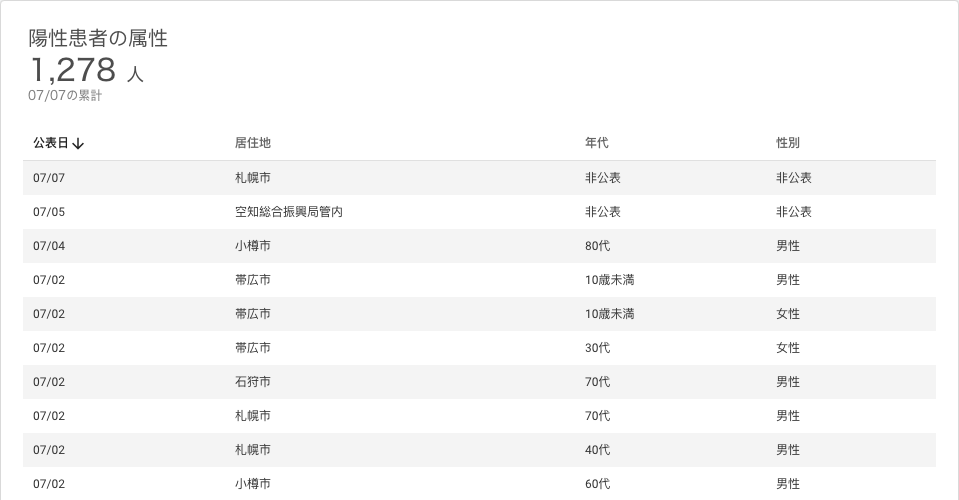 陽性患者の属性
1,278 人
07/07の累計
公表日↓ 居住地 年代 性別
07/07 札幌市 非公表 非公表
07/05 空知総合振興局管内 非公表 非公表
07/04 小樽市 80代 男性
07/02 帯広市 10歳未満 男性
07/02 帯広市 10歳未満 女性
07/02 帯広市 30代 女性
07/02 石狩市 70代 男性
07/02 札幌市 70代 男性
07/02 札幌市 40代 男性
07/02 小樽市 60代 男性